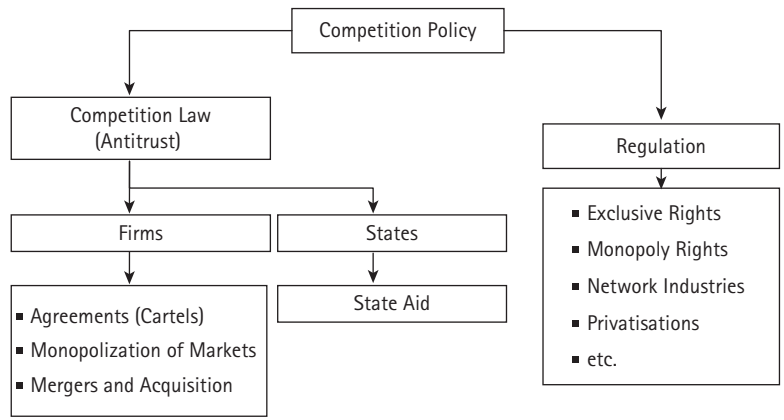 Competition Policy
Competition Law
(Antitrust)
Regulation
Firms
States
▪ Agreements (Cartels)
▪ Monopolization of Markets
▪ Mergers and Acquisition
State Aid
▪ Exclusive Rights
▪ Monopoly Rights
▪ Network Industries
▪ Privatisations
▪ etc.